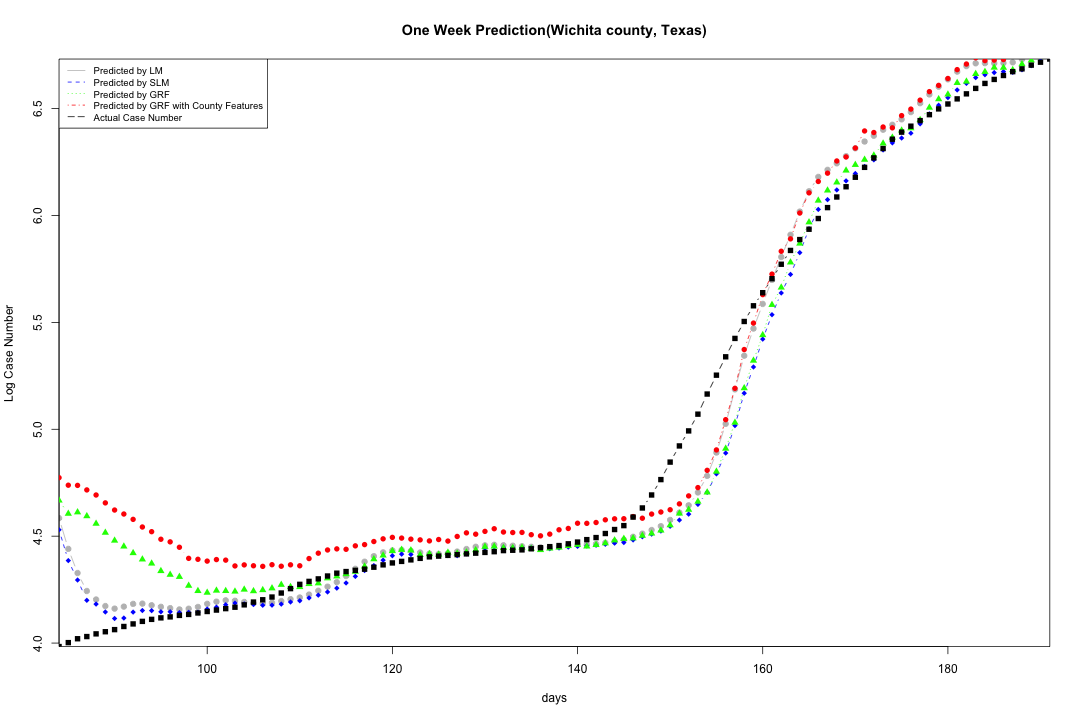 One Week Prediction(Wichita county, Texas)
Predicted by LM
Predicted by SLM
Predicted by GRF
Predicted by GRF with County Features
Actual Case Number
6.5
6.0
5.5
5.0
4.5
4.0
Log Case Number
100 120 140 160 180
days